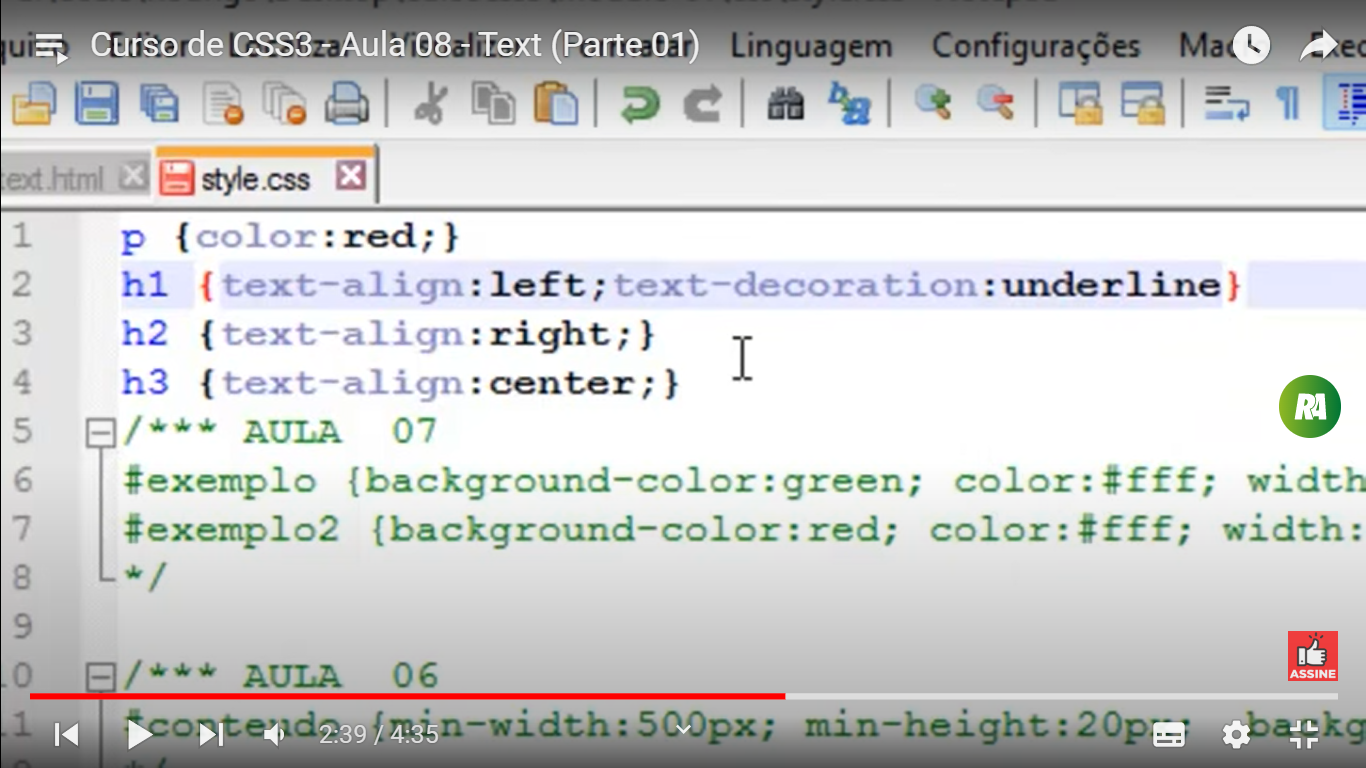 Curso de CSS3 - Aula 08 - Text (Parte 01)
Linguagem Configurações
text.html style.css
1 p {color:red;}
2 h1 {text-align:left;text-decoration:underline}
3 h2 {text-align:right;}
4 h3 {text-align:center;}
5 /*** AULA 07
6 #exemplo {background-color:green; color:#fff; width
7 #exemplo2 {background-color:red; color:#fff; width:
8 */
9
10 /*** AULA 06
RA
ASSINE
#conteudo {min-width:500px; min-height:20px; backg
2:39 / 4:35